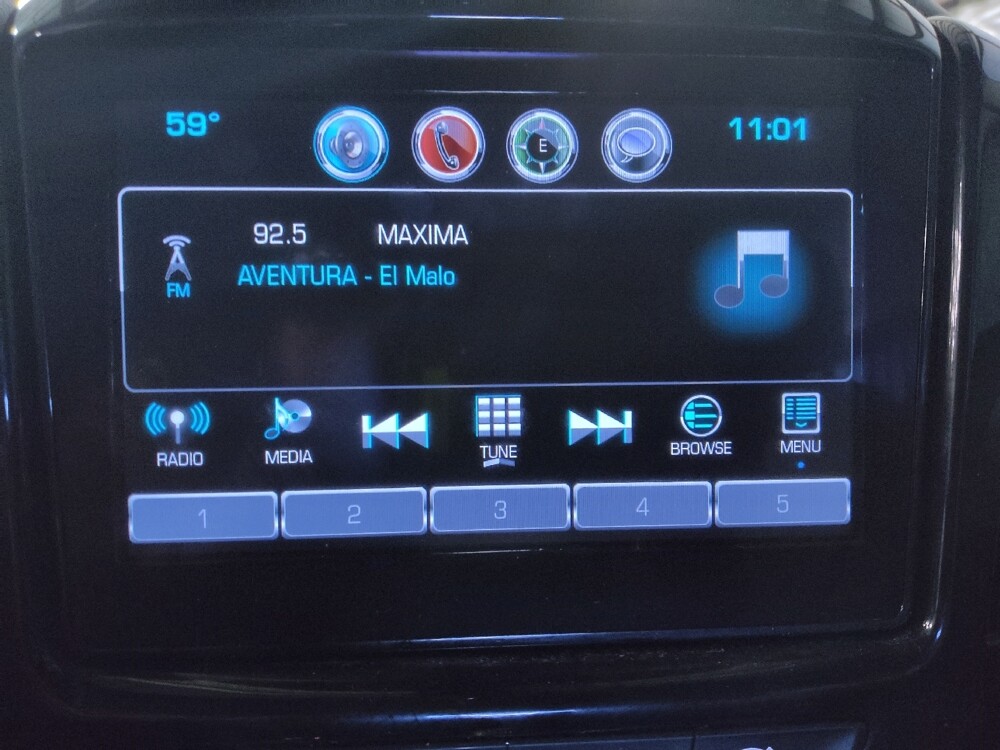 59° E 11:01
92.5 MAXIMA
FM AVENTURA - El Malo
RADIO MEDIA TUNE BROWSE MENU
1 2 3 4 5